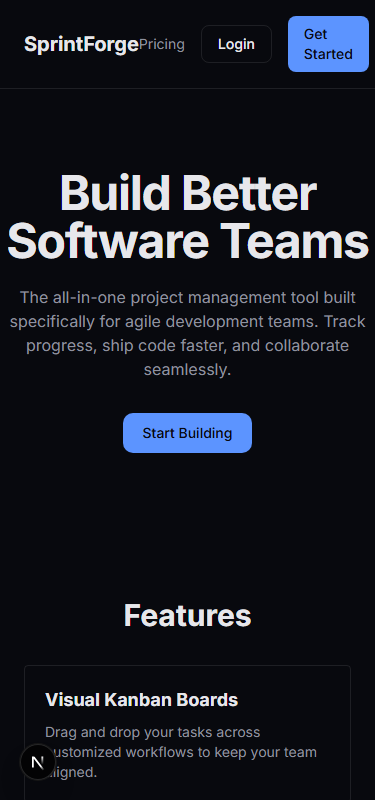 SprintForge
Pricing
Login
Get
Started
Build Better
Software Teams
The all-in-one project management tool built
specifically for agile development teams. Track
progress, ship code faster, and collaborate
seamlessly.
Start Building
Features
Visual Kanban Boards
Drag and drop your tasks across
customized workflows to keep your team
aligned.
N